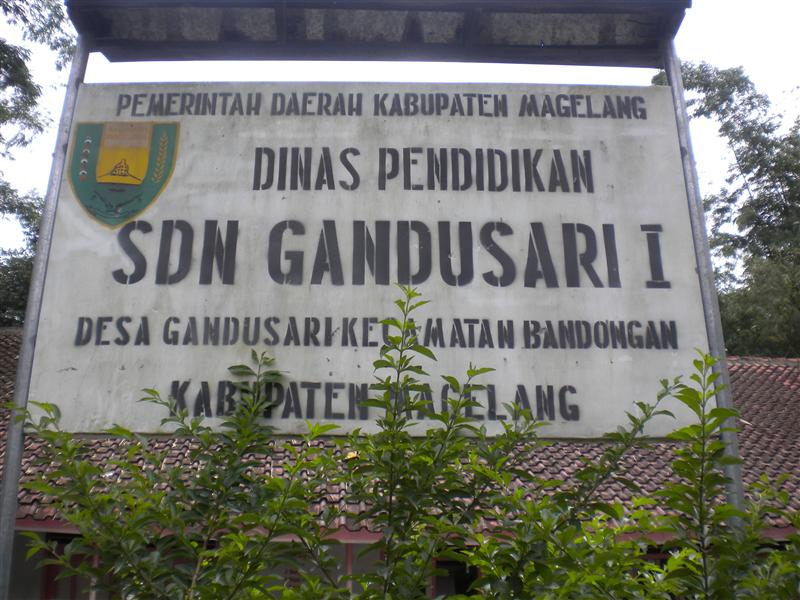 PEMERINTAH DAERAH KABUPATEN MAGELANG
DINAS PENDIDIKAN
SDN GANDUSARI I
DESA GANDUSARI KECAMATAN BANDONGAN
KABUPATEN MAGELANG